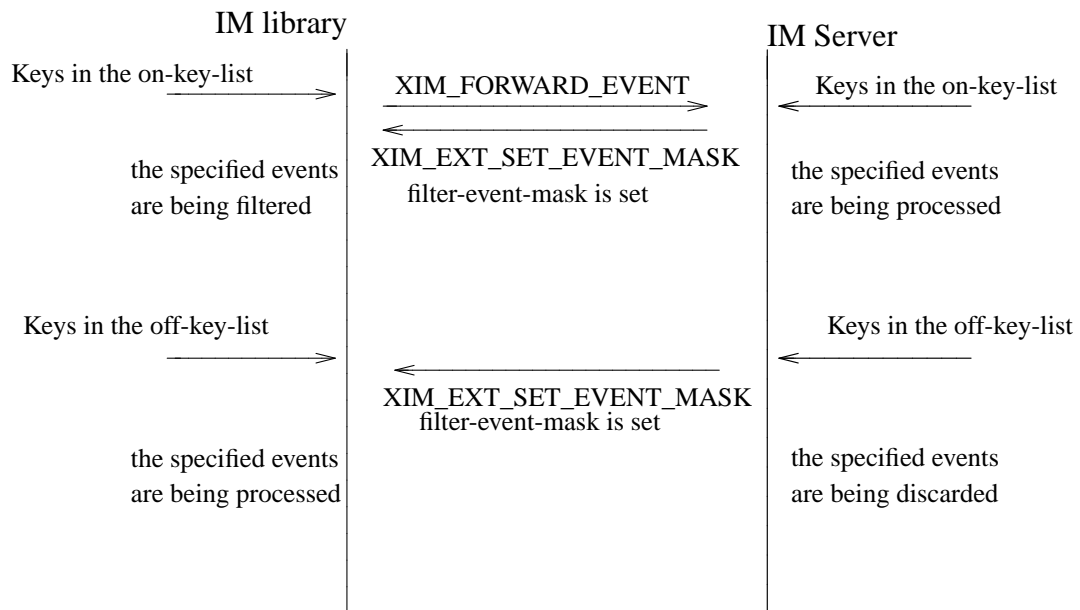 IM library
IM Server
Keys in the on-key-list
XIM_FORWARD_EVENT
Keys in the on-key-list
XIM_EXT_SET_EVENT_MASK
filter-event-mask is set
the specified events
are being filtered
the specified events
are being processed
Keys in the off-key-list
Keys in the off-key-list
XIM_EXT_SET_EVENT_MASK
filter-event-mask is set
the specified events
are being processed
the specified events
are being discarded